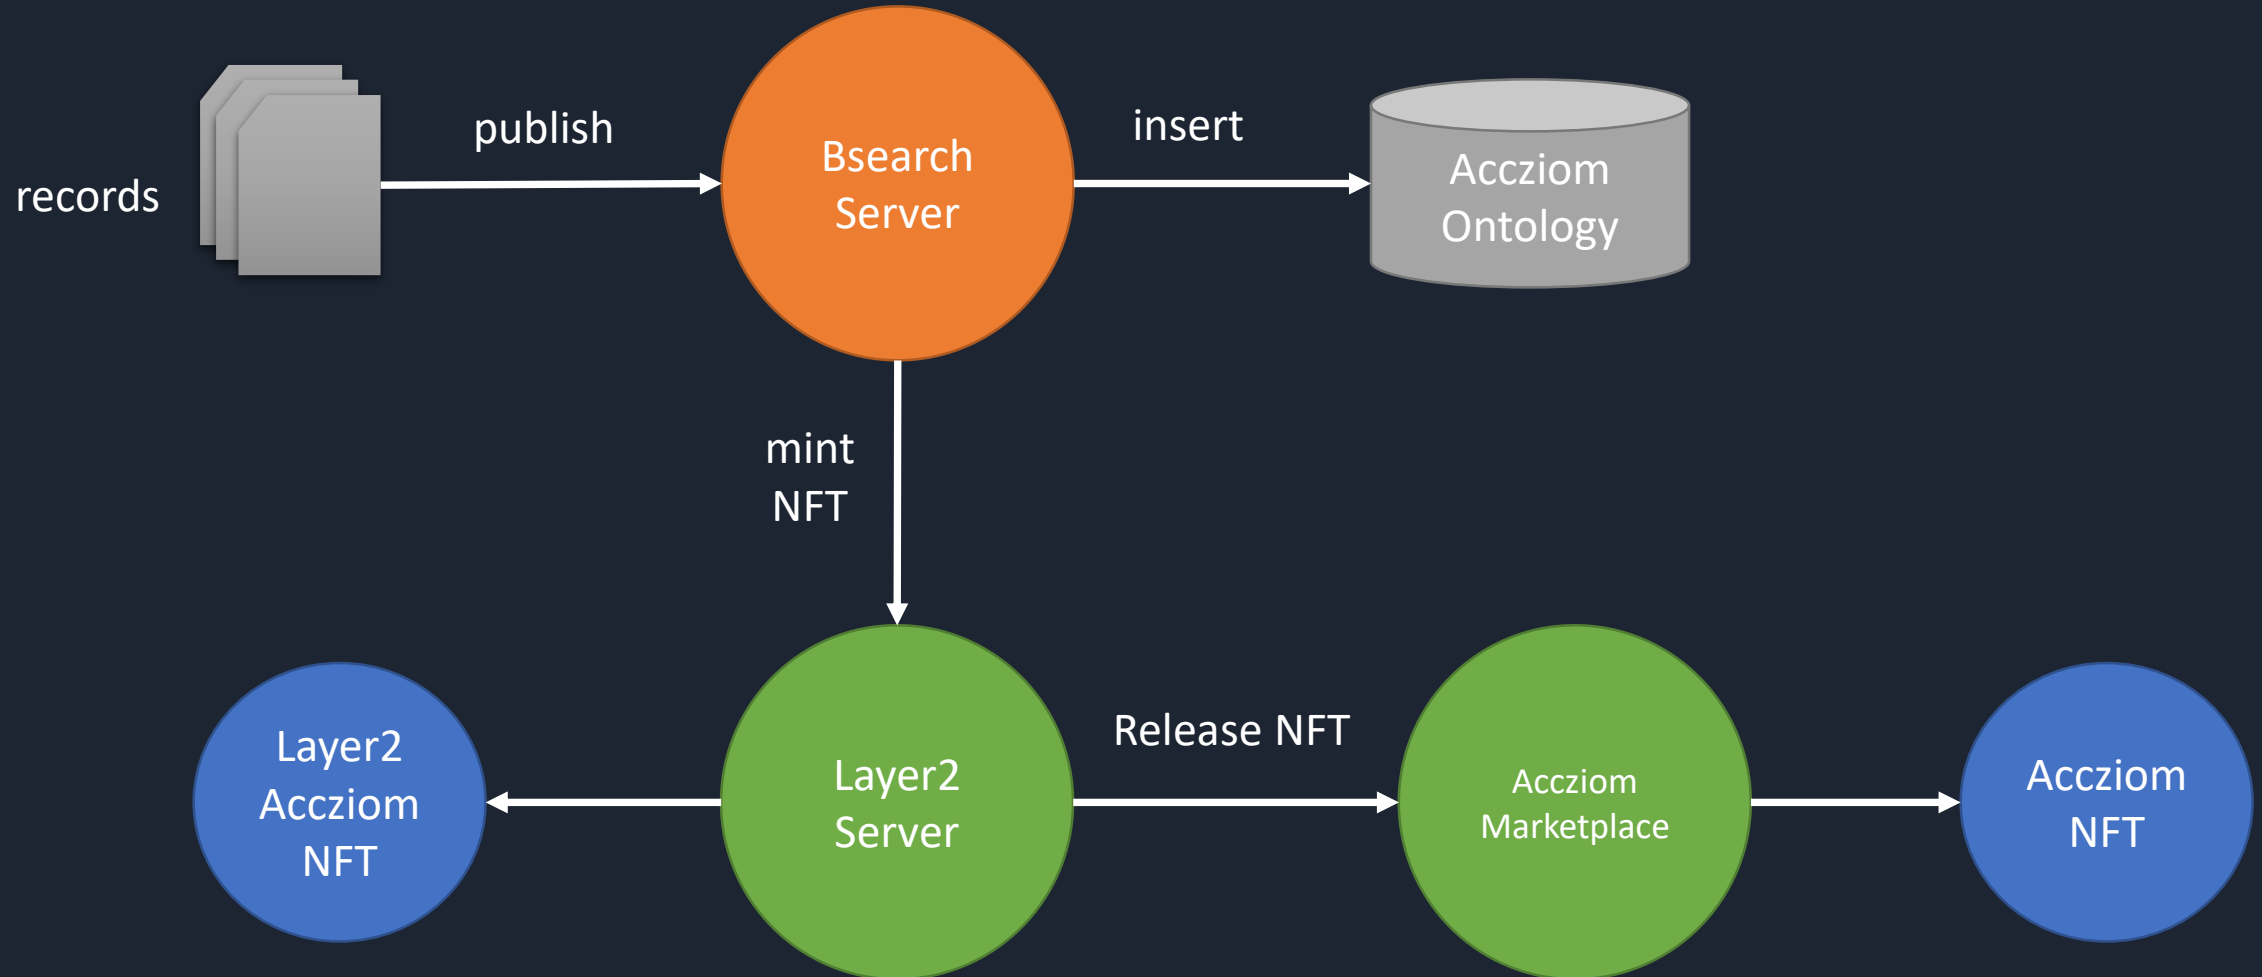 records
publish
Bsearch
Server
insert
Accziom
Ontology
mint
NFT
Layer2
Accziom
NFT
Layer2
Server
Release NFT
Accziom
Marketplace
Accziom
NFT